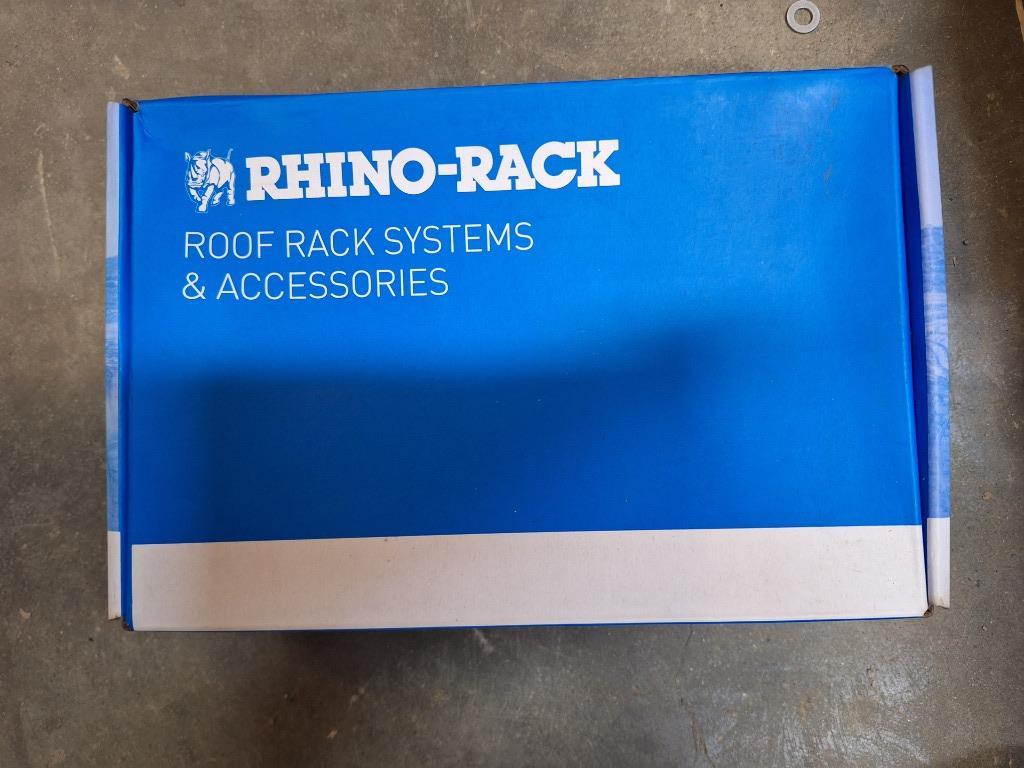 RHINO-RACK
ROOF RACK SYSTEMS
& ACCESSORIES